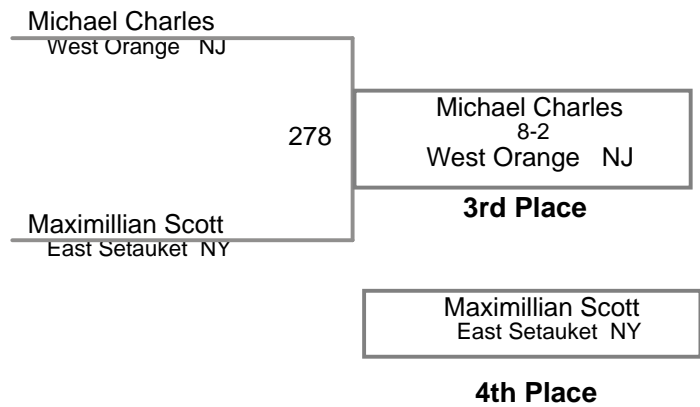 Michael Charles
West Orange NJ
278
Michael Charles
8-2
West Orange NJ
3rd Place
Maximillian Scott
East Setauket NY
Maximillian Scott
East Setauket NY
4th Place